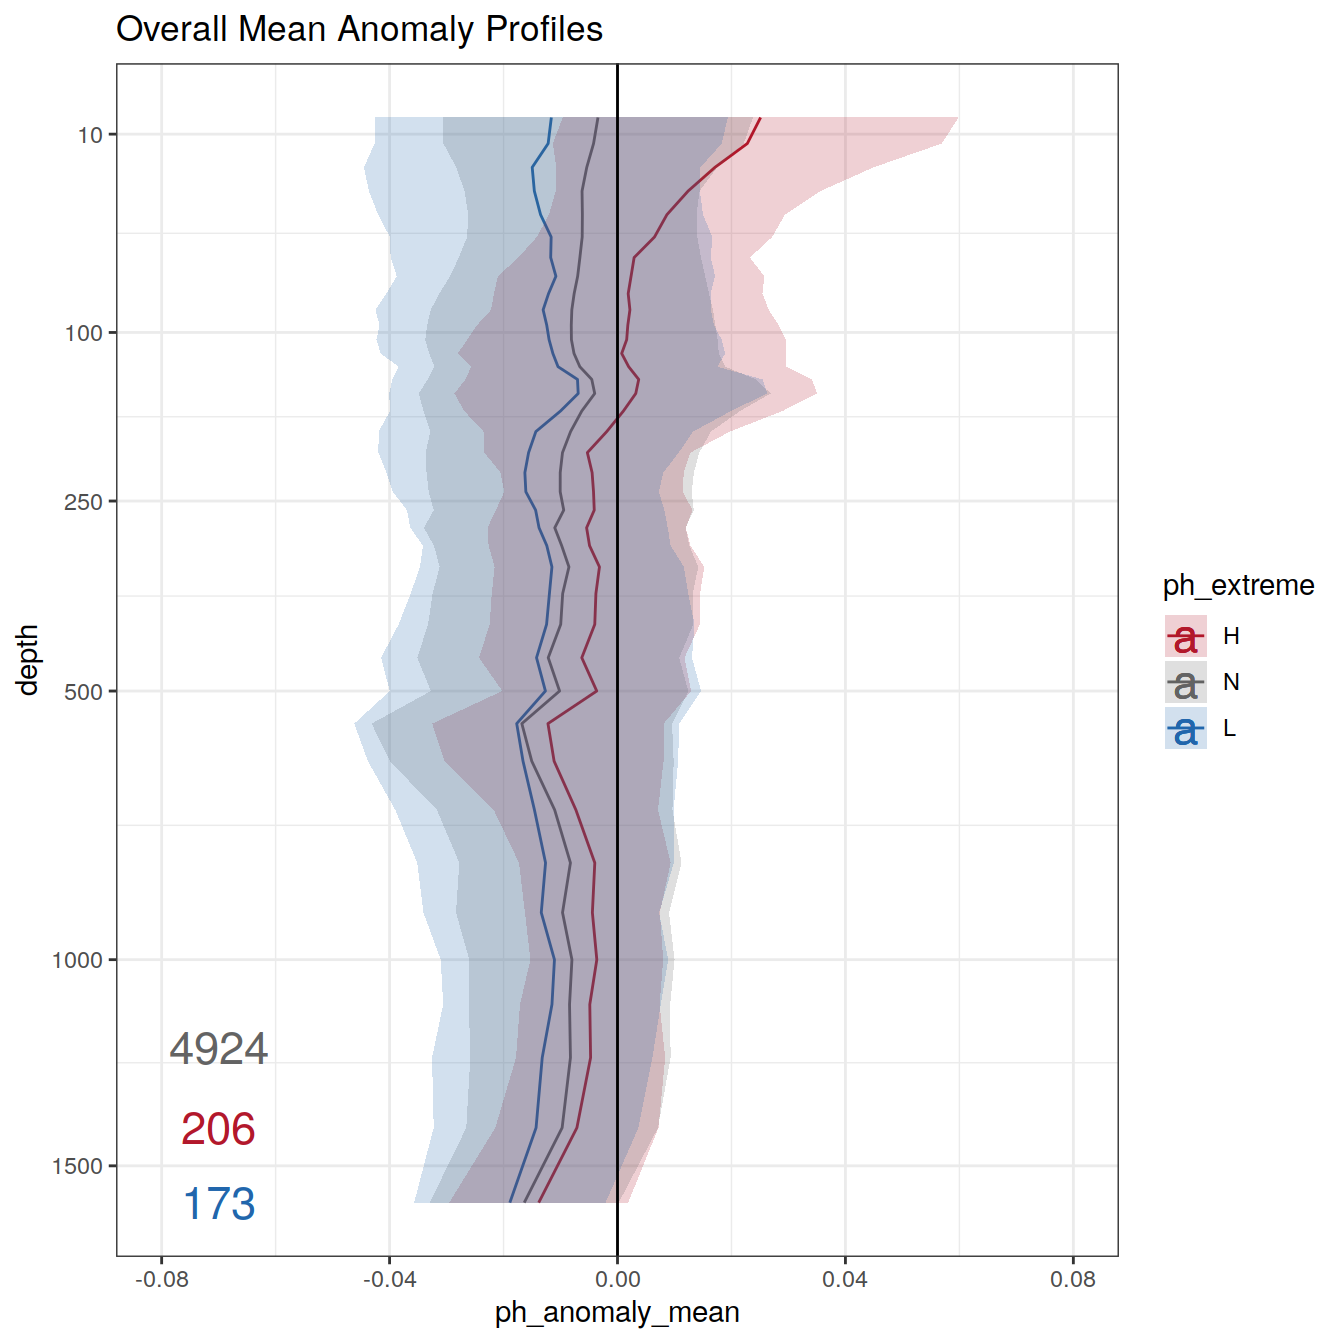 Overall Mean Anomaly Profiles
10
100
250
500
1000
1500
depth
4924
206
173
-0.08
-0.04
0.00
0.04
0.08
ph_anomaly_mean
ph_extreme
a H
a N
a L